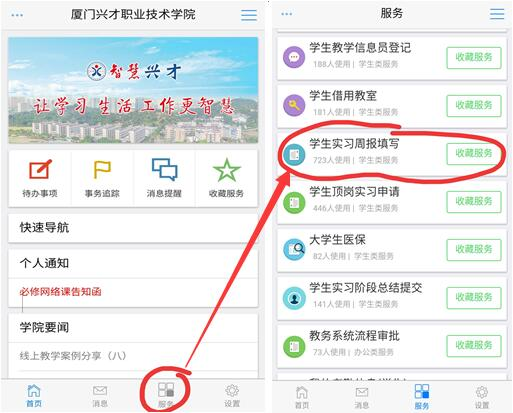 厦门兴才职业技术学院
智慧兴才
让学习 生活 工作更智慧
待办事项
事务追踪
消息提醒
收藏服务
快速导航
个人通知
必修网络课告知函
学院要闻
线上教学案例分享（八）
首页
消息
服务
设置
服务
学生教学信息员登记
188人使用 | 学生类服务
收藏服务
学生借用教室
181人使用 | 学生类服务
收藏服务
学生实习周报填写
723人使用 | 学生类服务
收藏服务
学生顶岗实习申请
446人使用 | 学生类服务
收藏服务
大学生医保
82人使用 | 学生类服务
收藏服务
学生实习阶段总结提交
141人使用 | 学生类服务
收藏服务
教务系统流程审批
73人使用 | 办公类服务
收藏服务
首页
消息
服务
设置